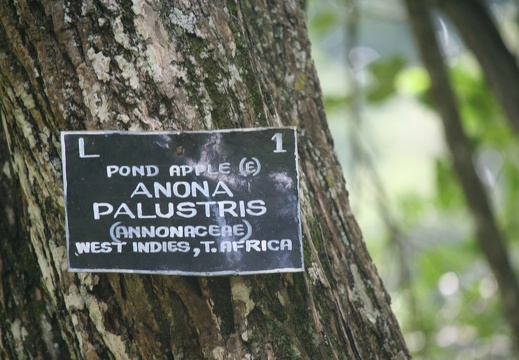 L 1
POND APPLE (E)
ANONA
PALUSTRIS
(ANNONACEAE)
WEST INDIES, T. AFRICA